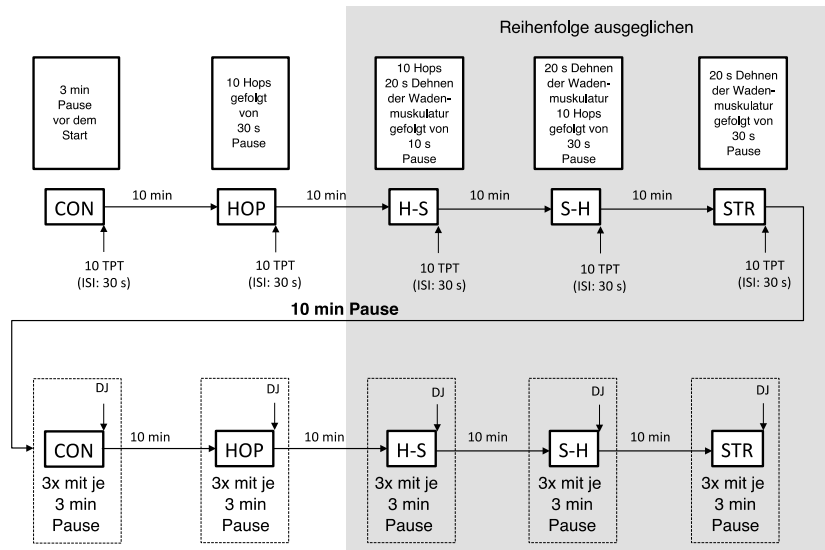 Reihenfolge ausgeglichen
3 min
Pause
vor dem
Start
10 Hops
gefolgt
von
30 s
Pause
10 Hops
20 s Dehnen
der Waden-
muskulatur
gefolgt von
10 s
Pause
20 s Dehnen
der Waden-
muskulatur
10 Hops
gefolgt von
30 s
Pause
20 s Dehnen
der Waden-
muskulatur
gefolgt von
30 s
Pause
CON
10 min
HOP
10 min
H-S
10 min
S-H
10 min
STR
10 TPT
(ISI: 30 s)
10 TPT
(ISI: 30 s)
10 TPT
(ISI: 30 s)
10 TPT
(ISI: 30 s)
10 TPT
(ISI: 30 s)
10 min Pause
DJ
DJ
DJ
DJ
DJ
CON
10 min
HOP
10 min
H-S
10 min
S-H
10 min
STR
3x mit je
3 min
Pause
3x mit je
3 min
Pause
3x mit je
3 min
Pause
3x mit je
3 min
Pause
3x mit je
3 min
Pause